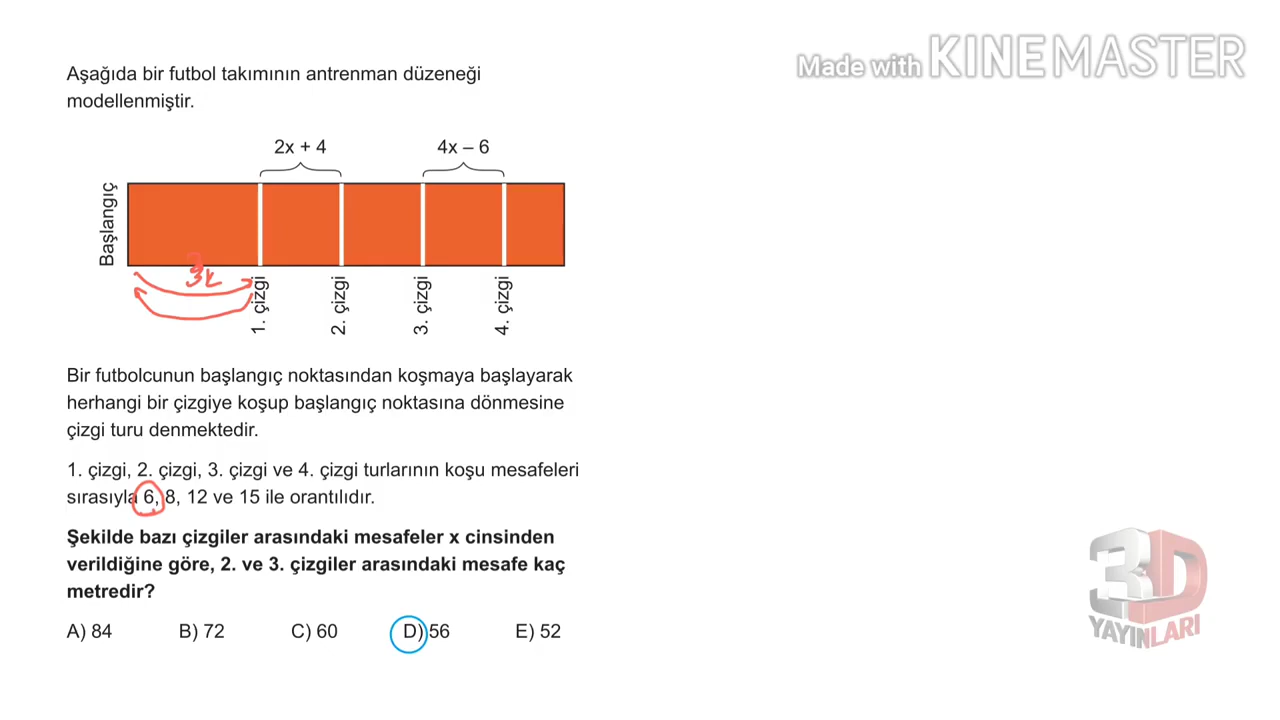 Made with KINEMASTER
Aşağıda bir futbol takımının antrenman düzeneği
modellenmiştir.
2x + 4
4x – 6
Başlangıç
3k
1. çizgi
2. çizgi
3. çizgi
4. çizgi
Bir futbolcunun başlangıç noktasından koşmaya başlayarak
herhangi bir çizgiye koşup başlangıç noktasına dönmesine
çizgi turu denmektedir.
1. çizgi, 2. çizgi, 3. çizgi ve 4. çizgi turlarının koşu mesafeleri
sırasıyla 6, 8, 12 ve 15 ile orantılıdır.
Şekilde bazı çizgiler arasındaki mesafeler x cinsinden
verildiğine göre, 2. ve 3. çizgiler arasındaki mesafe kaç
metredir?
A) 84 B) 72 C) 60 D) 56 E) 52
3D
YAYINLARI